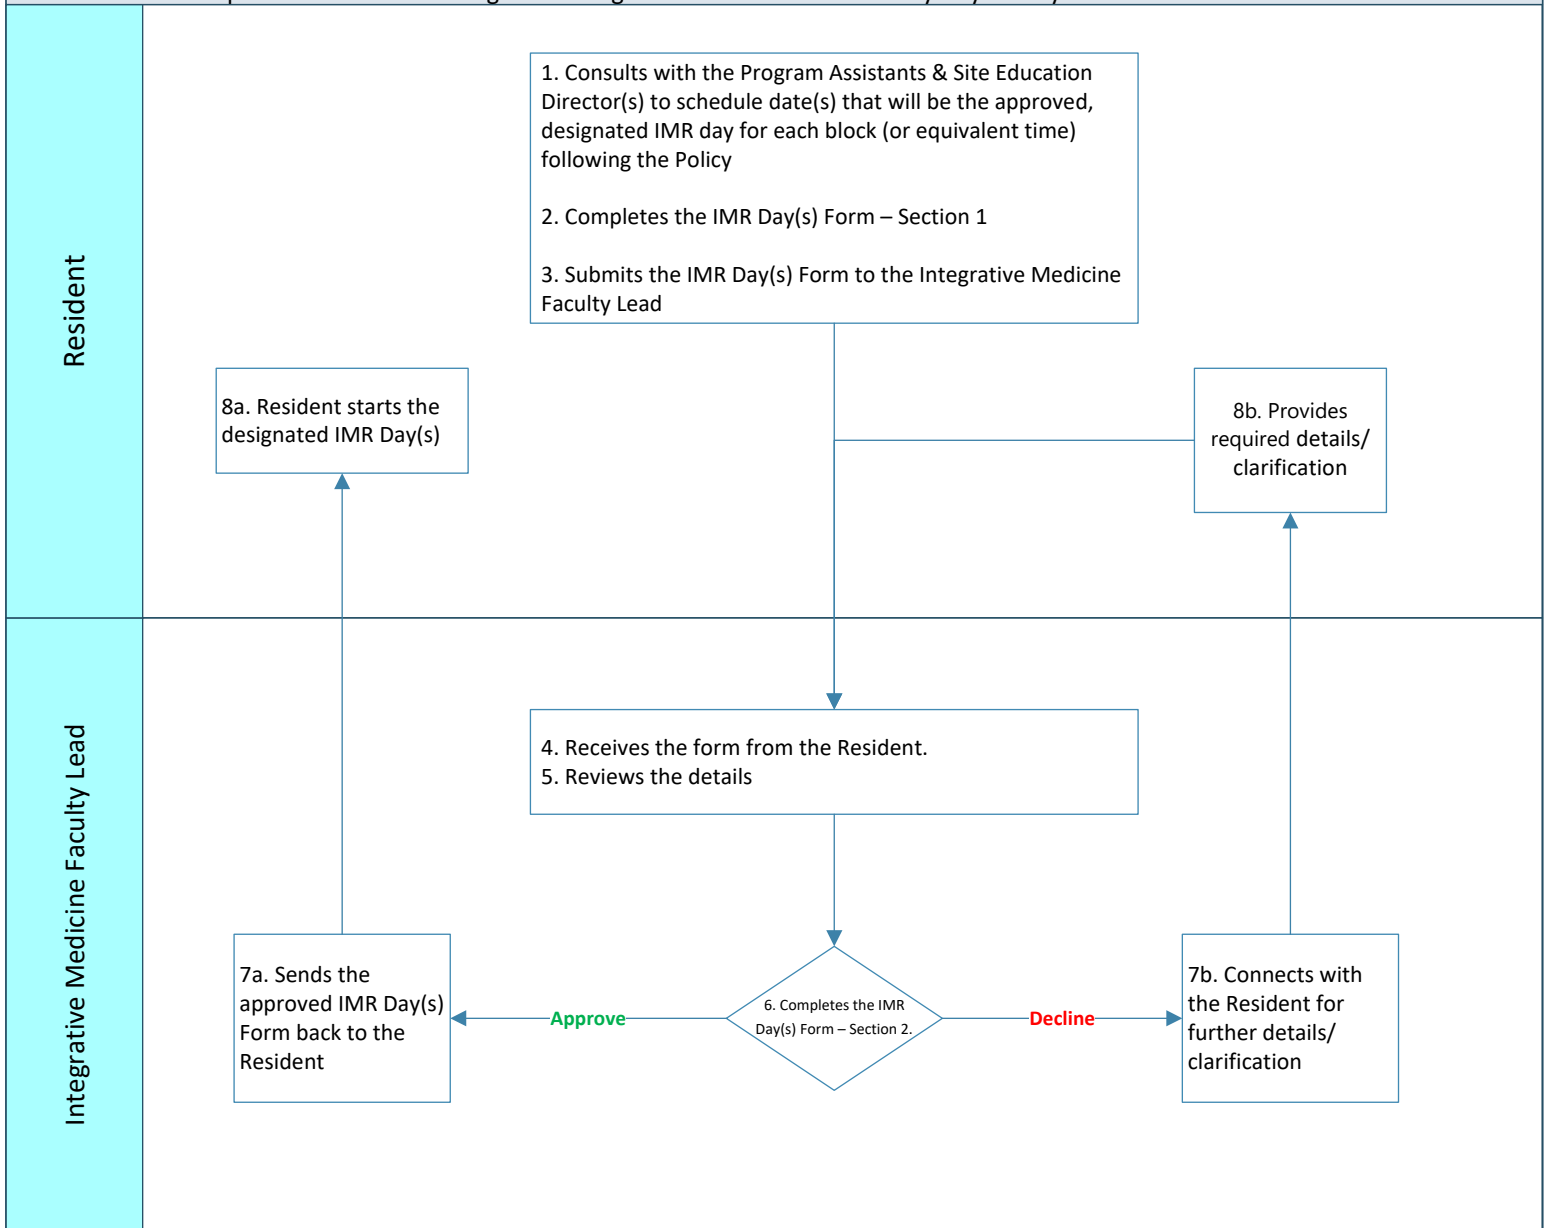 Resident
1. Consults with the Program Assistants & Site Education
Director(s) to schedule date(s) that will be the approved,
designated IMR day for each block (or equivalent time)
following the Policy
2. Completes the IMR Day(s) Form – Section 1
3. Submits the IMR Day(s) Form to the Integrative Medicine
Faculty Lead
8a. Resident starts the
designated IMR Day(s)
8b. Provides
required details/
clarification
Integrative Medicine Faculty Lead
4. Receives the form from the Resident.
5. Reviews the details
7a. Sends the
approved IMR Day(s)
Form back to the
Resident
Approve
6. Completes the IMR
Day(s) Form – Section 2.
Decline
7b. Connects with
the Resident for
further details/
clarification